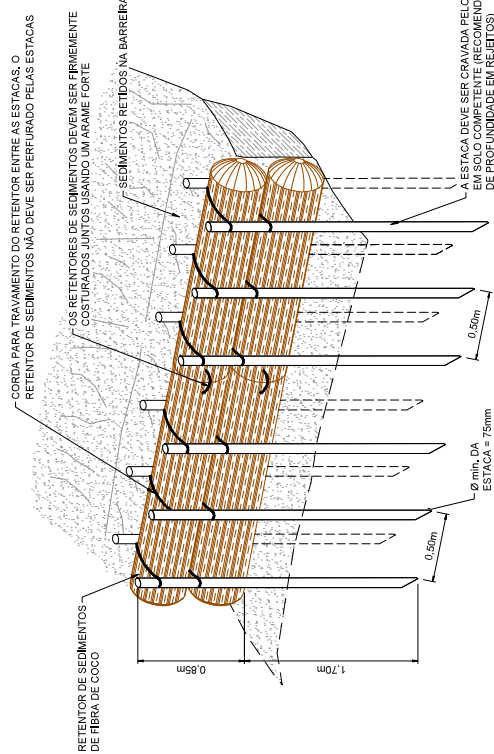 CORDA PARA TRAVAMENTO DO RETENTOR ENTRE AS ESTACAS, O
RETENTOR DE SEDIMENTOS NÃO DEVE SER PERFURADO PELAS ESTACAS
OS RETENTORES DE SEDIMENTOS DEVEM SER FIRMEMENTE
COSTURADOS JUNTOS USANDO UM ARAME FORTE
SEDIMENTOS RETIDOS NA BARREIRA
RETENTOR DE SEDIMENTOS
DE FIBRA DE COCO
0,85m
1,70m
0,50m
Ø min. DA
ESTACA = 75mm
0,50m
A ESTACA DEVE SER CRAVADA PELO
EM SOLO COMPETENTE (RECOMEND
DE PROFUNDIDADE EM REJEITOS)